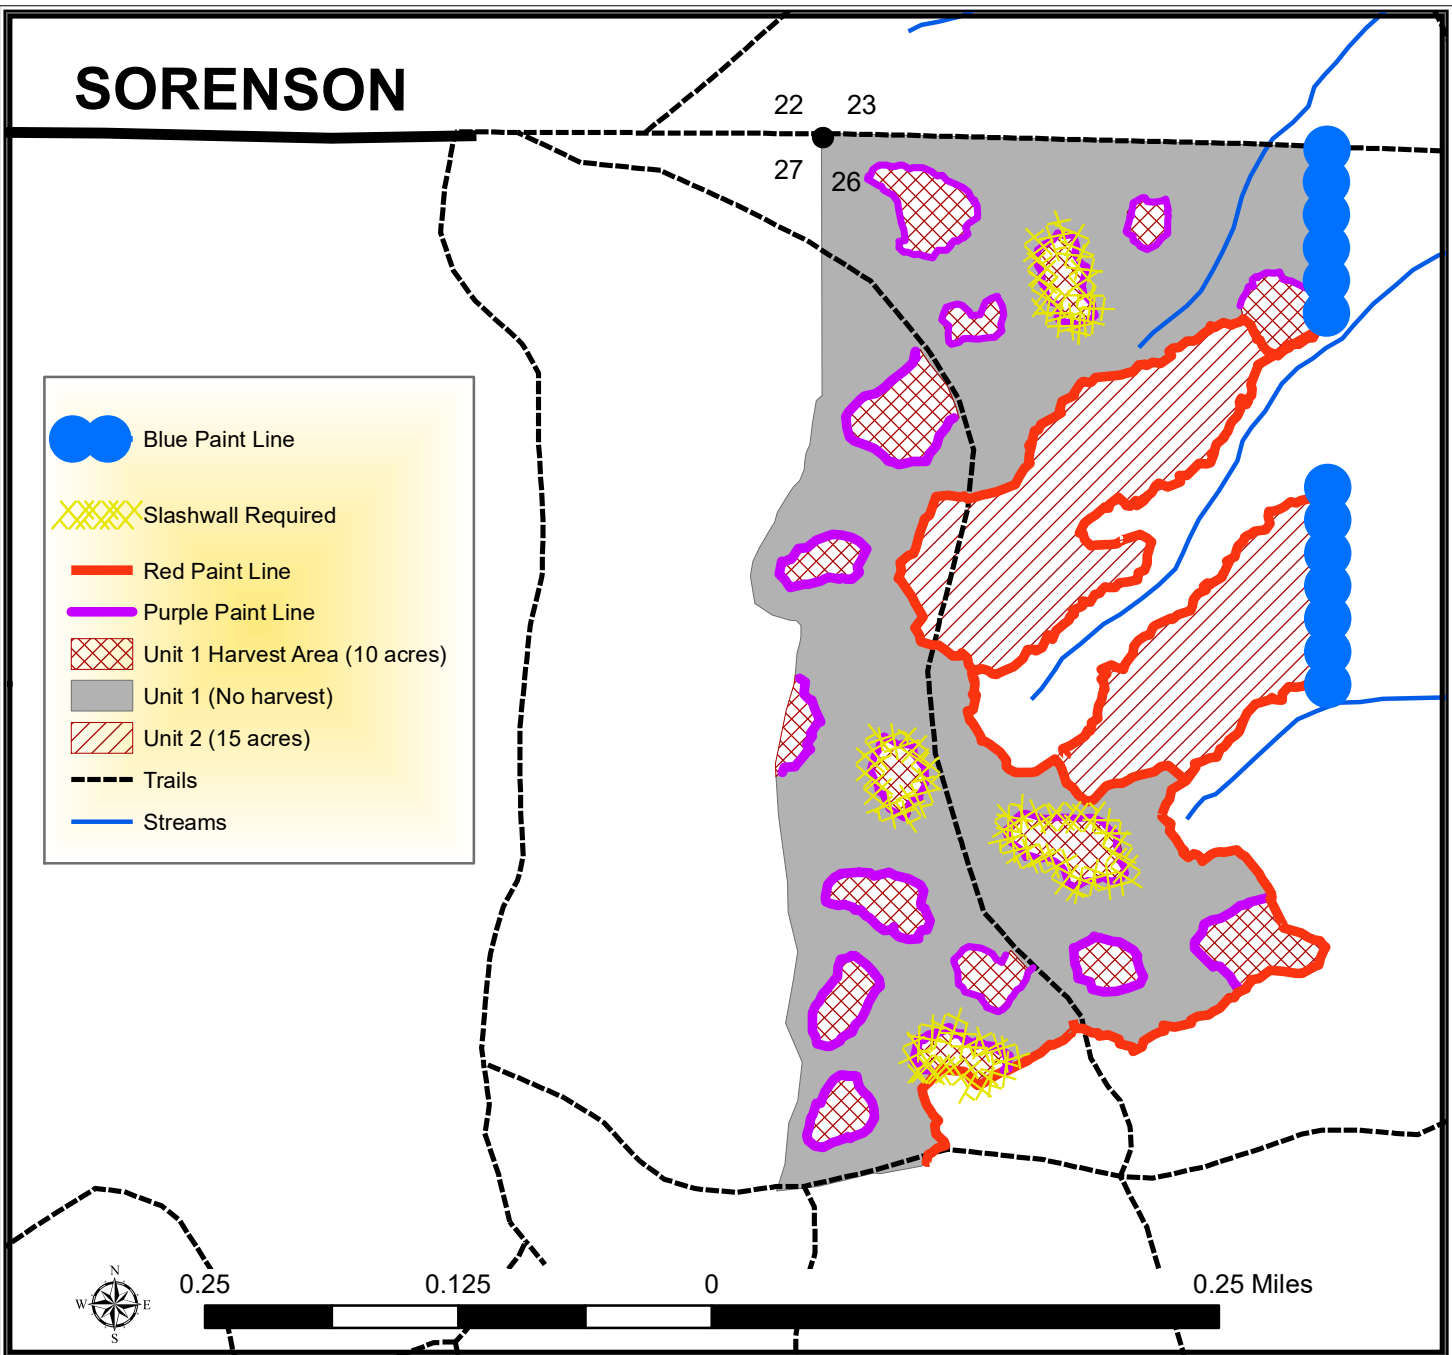 SORENSON
22 23
27 26
Blue Paint Line
Slashwall Required
Red Paint Line
Purple Paint Line
Unit 1 Harvest Area (10 acres)
Unit 1 (No harvest)
Unit 2 (15 acres)
Trails
Streams
N
W E
S
0.25 0.125 0 0.25 Miles